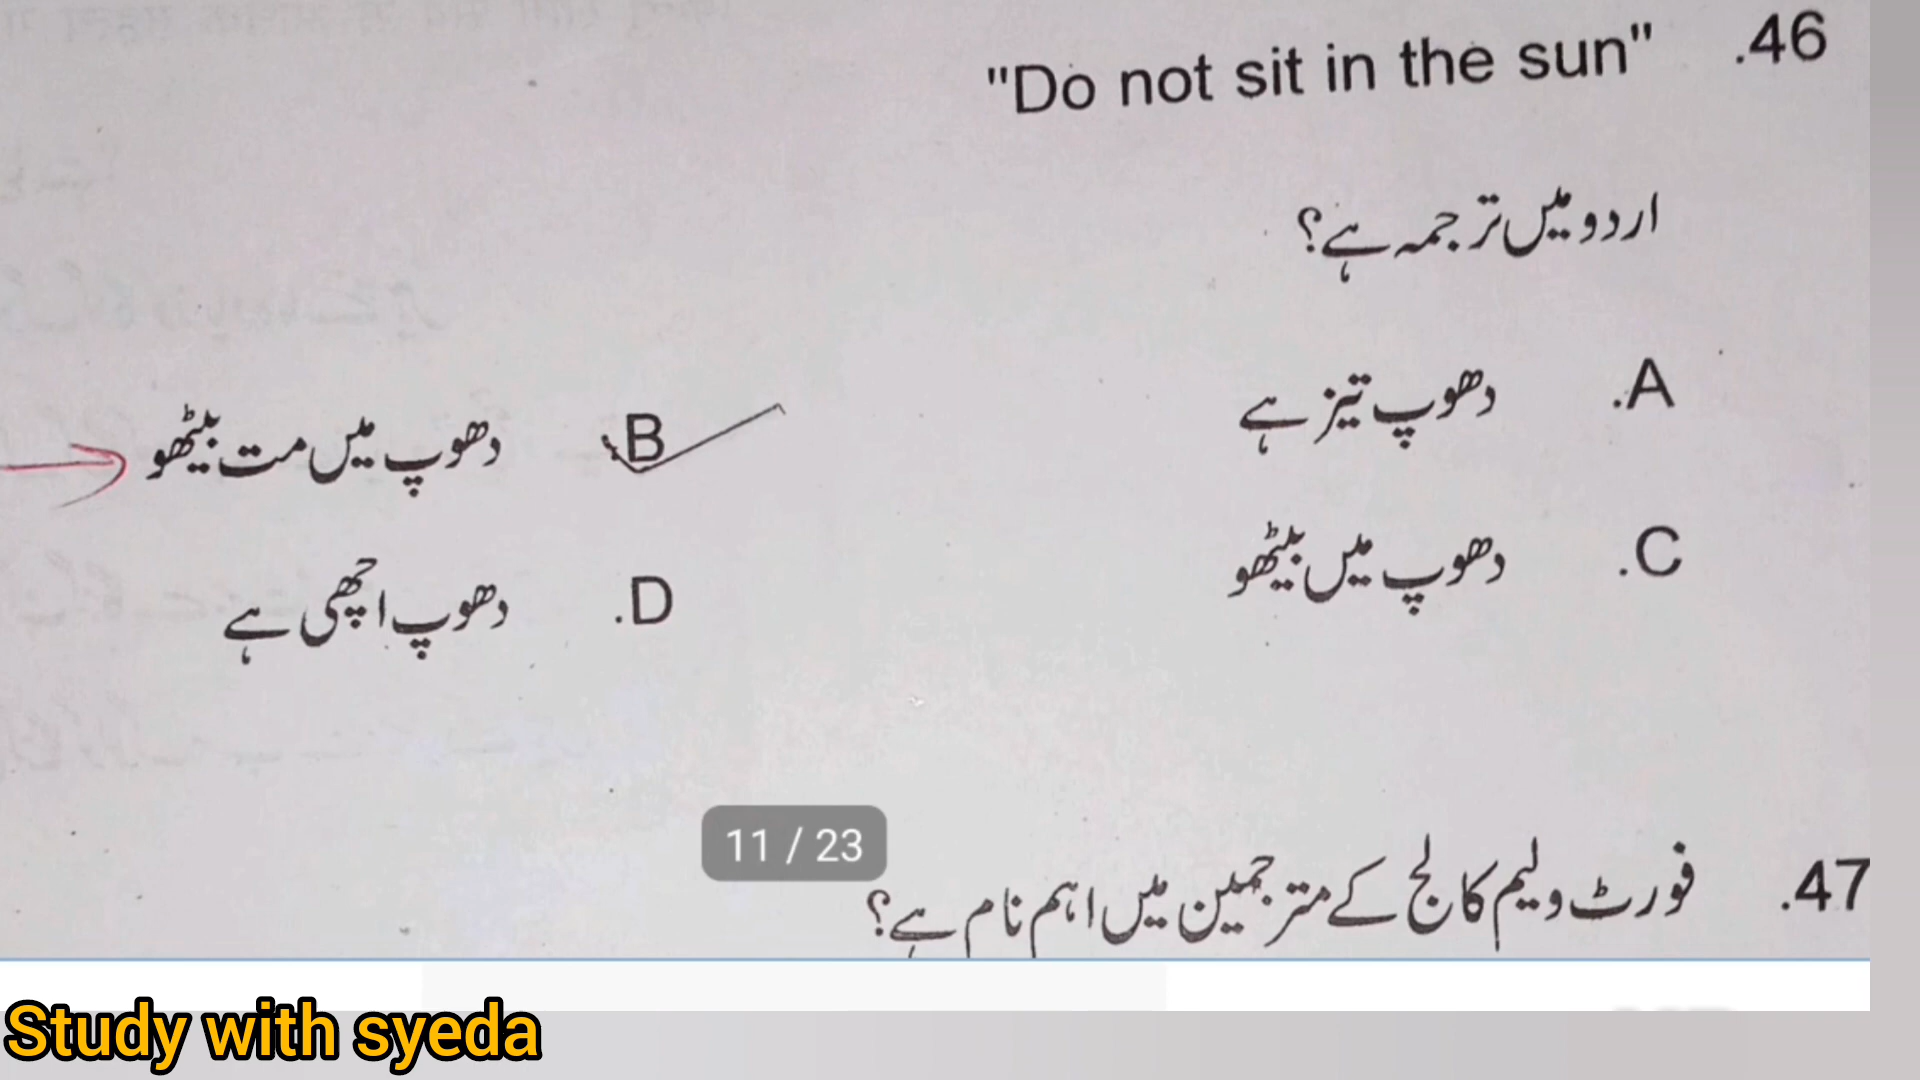 46. "Do not sit in the sun"
اردو میں ترجمہ ہے؟
A. دھوپ تیز ہے
B. دھوپ میں مت بیٹھو
C. دھوپ میں بیٹھو
D. دھوپ اچھی ہے
11 / 23
47. فورٹ ولیم کالج کے مترجمین میں اہم نام ہے؟
Study with syeda